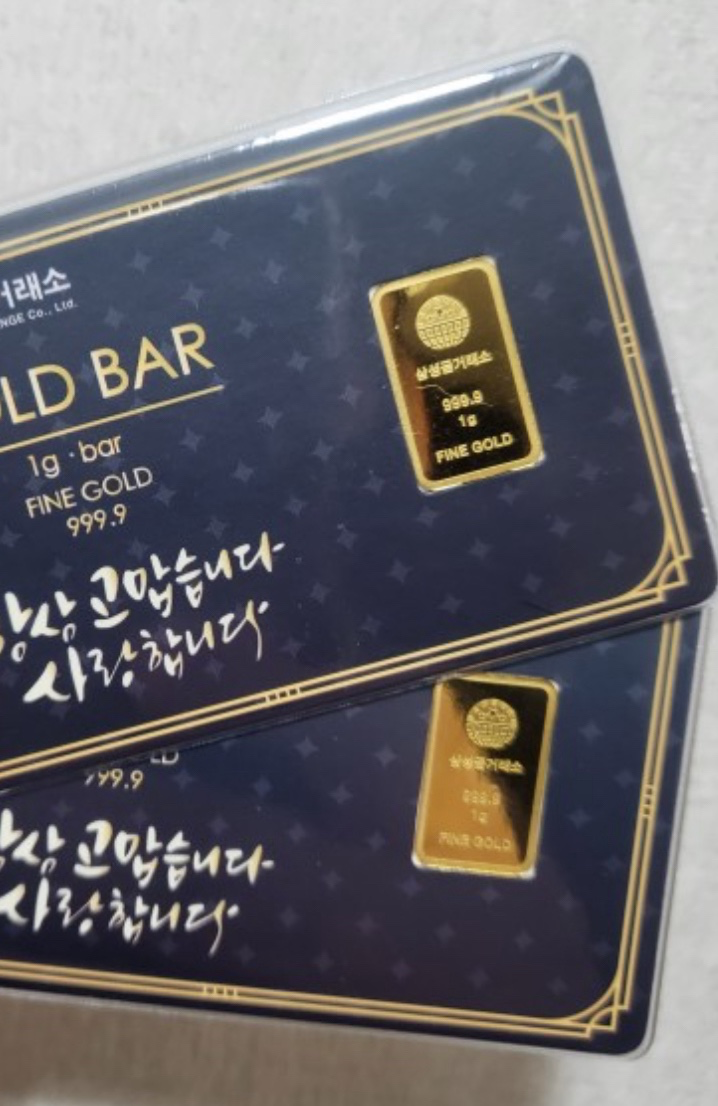 거래소
NGE Co., Ltd.
LD BAR
1g · bar
FINE GOLD
999.9
항상 고맙습니다
사랑합니다
삼성금거래소
999.9
1g
FINE GOLD
999.9
항상 고맙습니다
사랑합니다
삼성금거래소
999.9
1g
FINE GOLD